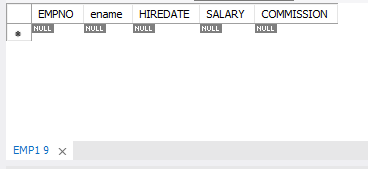 EMPNO ename HIREDATE SALARY COMMISSION
NULL NULL NULL NULL NULL
EMP1 9